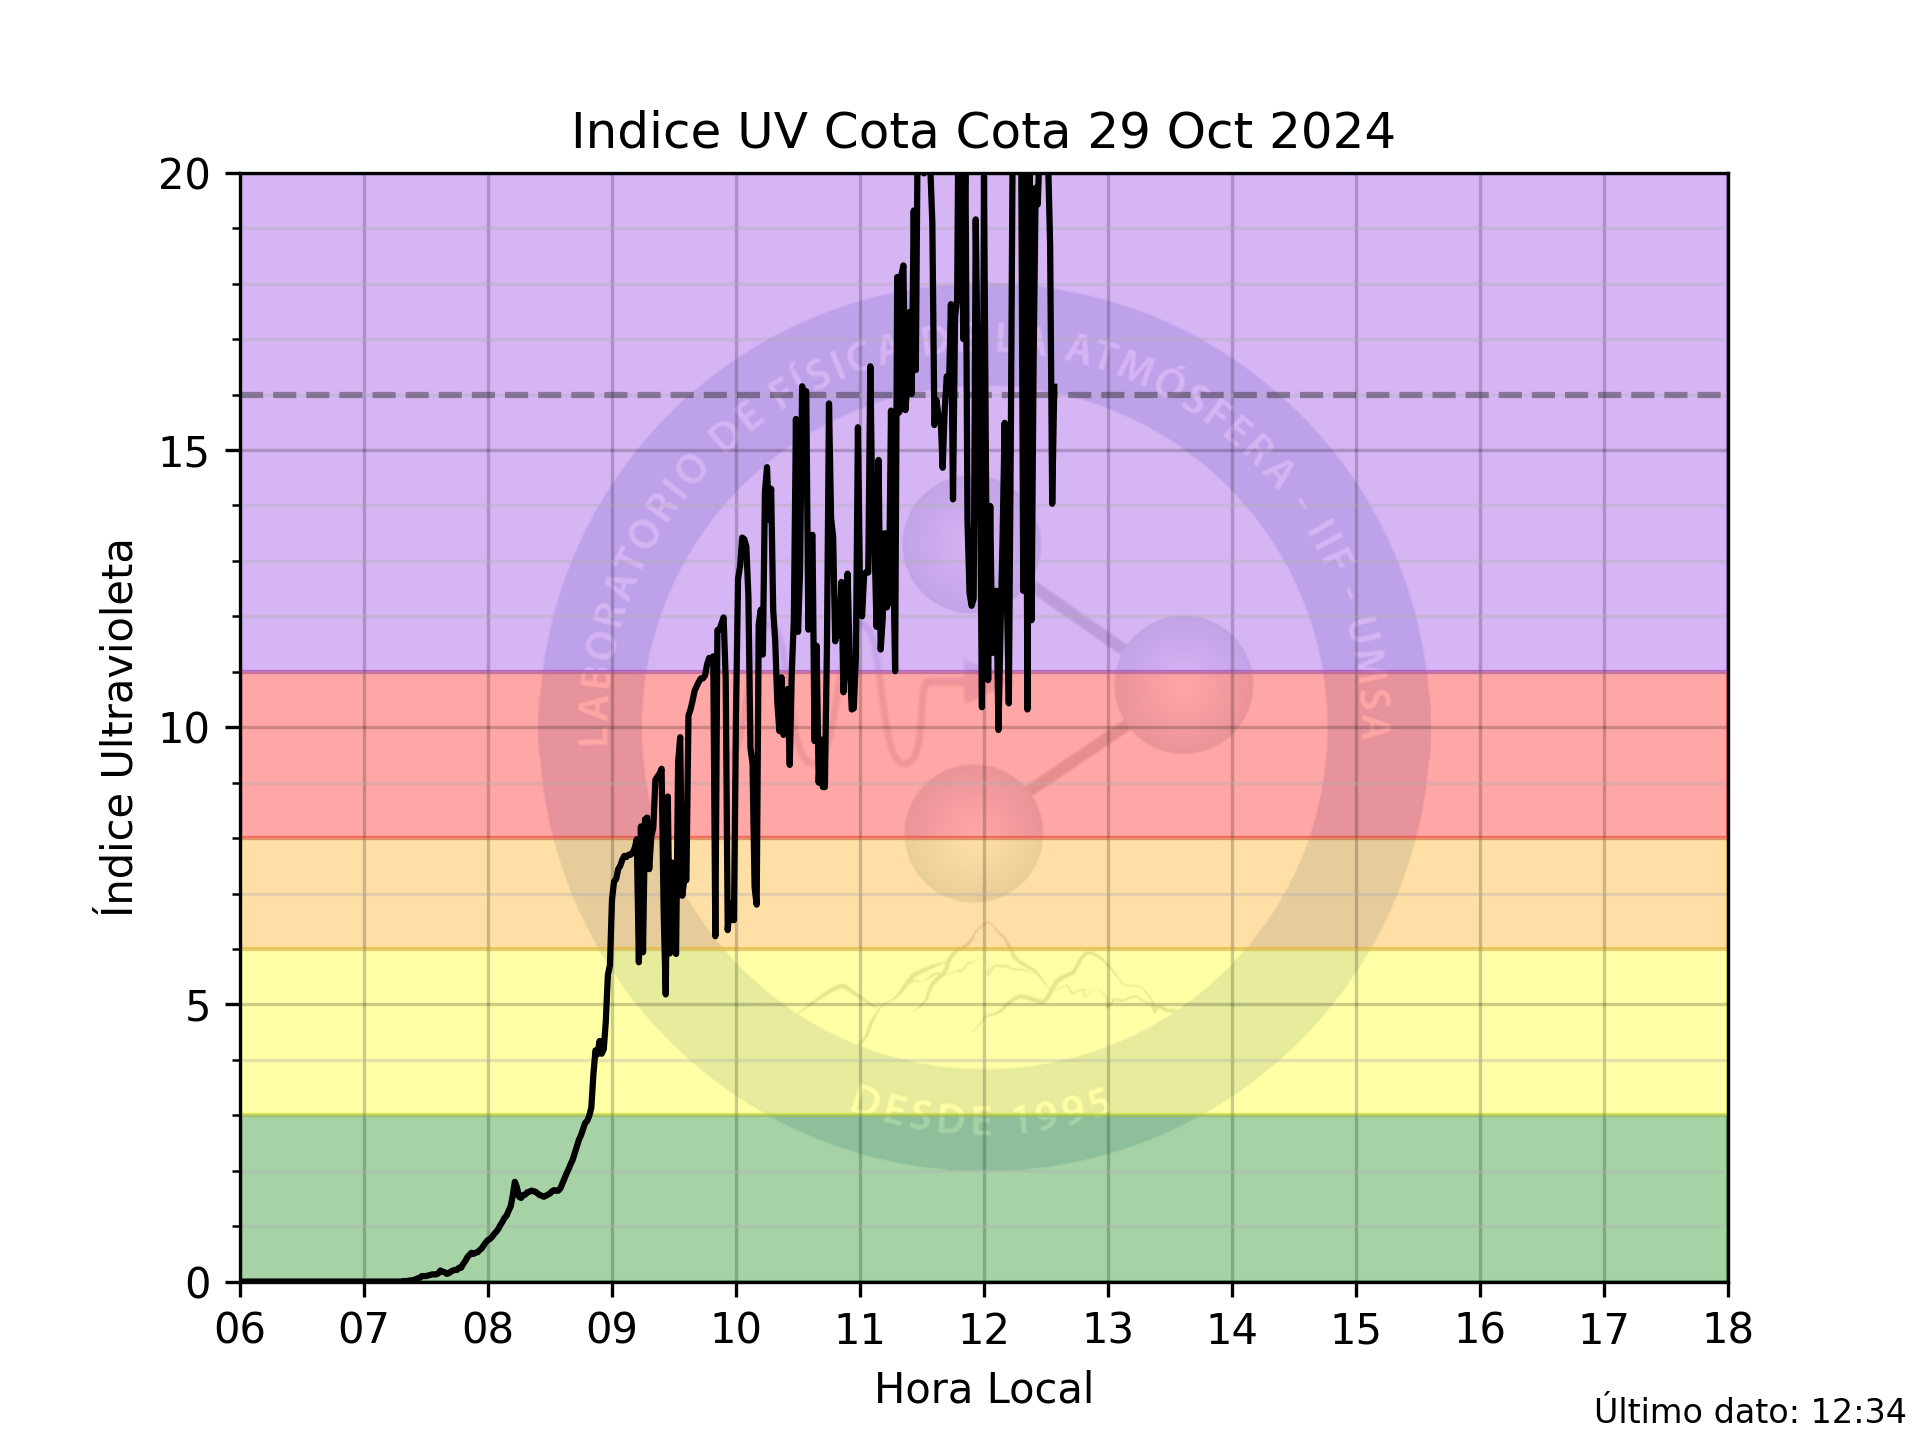 Indice UV Cota Cota 29 Oct 2024
20
15
10
5
0
Índice Ultravioleta
LABORATORIO DE FÍSICA DE LA ATMÓSFERA - IIF - UMSA
DESDE 1995
06 07 08 09 10 11 12 13 14 15 16 17 18
Hora Local
Último dato: 12:34